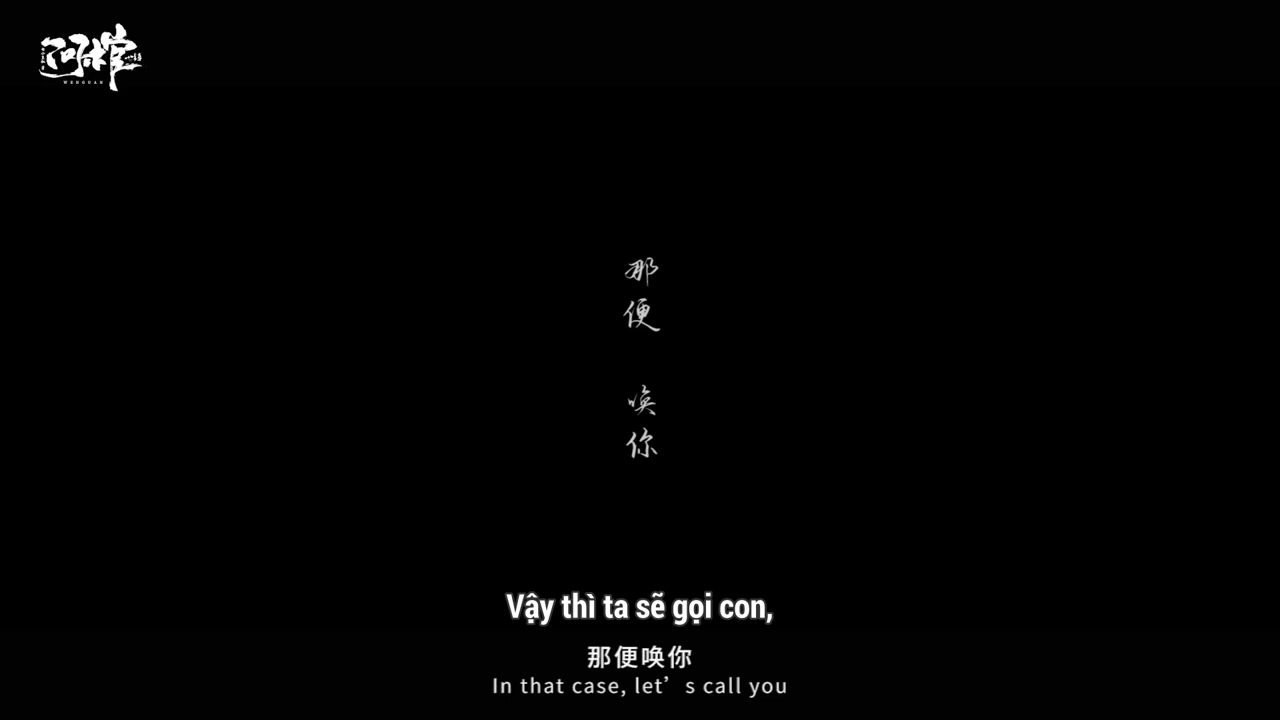 WENGUAN
那便
唤你
Vậy thì ta sẽ gọi con,
那便唤你
In that case, let’s call you